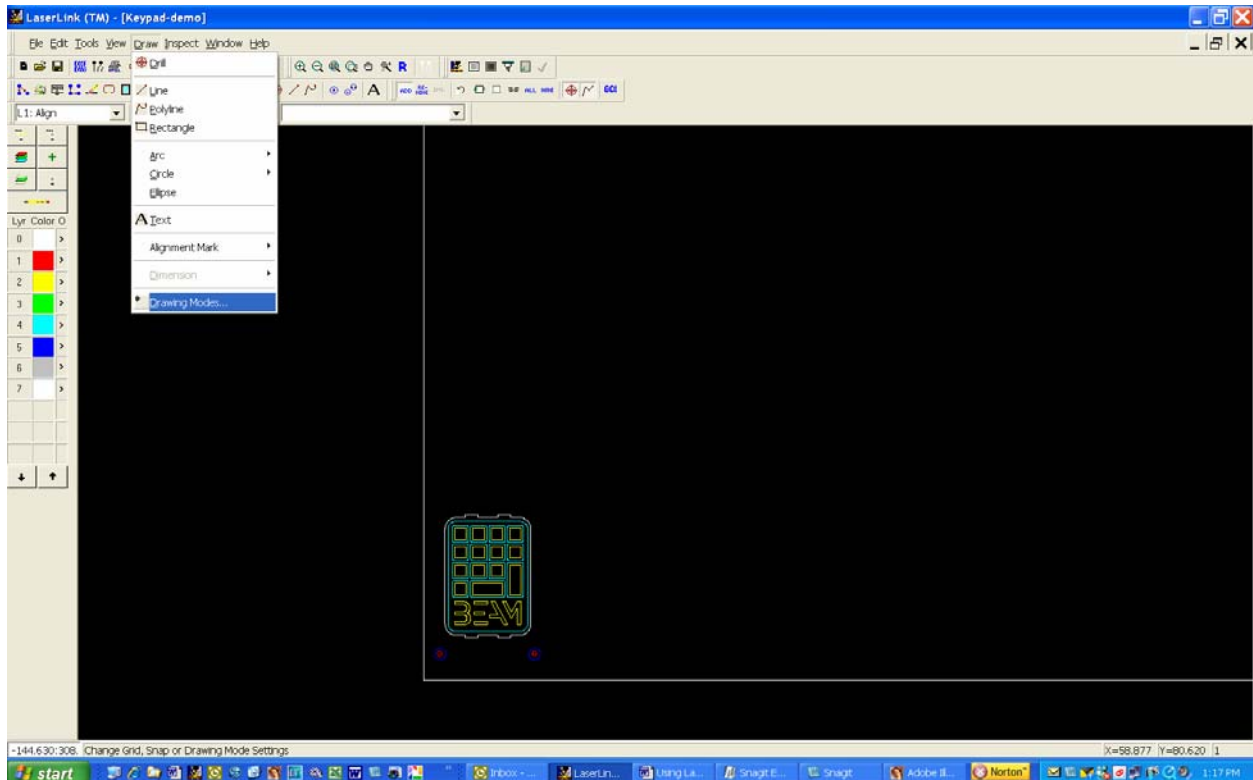 LaserLink (TM) - [Keypad-demo]
File Edit Tools View Draw Inspect Window Help
R
A ADD ALL GCI
L1: Align
Drill
Line
Polyline
Rectangle
Arc
Circle
Ellipse
A Text
Alignment Mark
Dimension
Drawing Modes...
Lyr Color O
0
1
2
3
4
5
6
7
BEAM
-144.630:308. Change Grid, Snap or Drawing Mode Settings X=58.877 Y=80.620 1
start Inbox - ... LaserLin... Using La... SnagIt E... SnagIt Adobe Il... Norton 1:17 PM